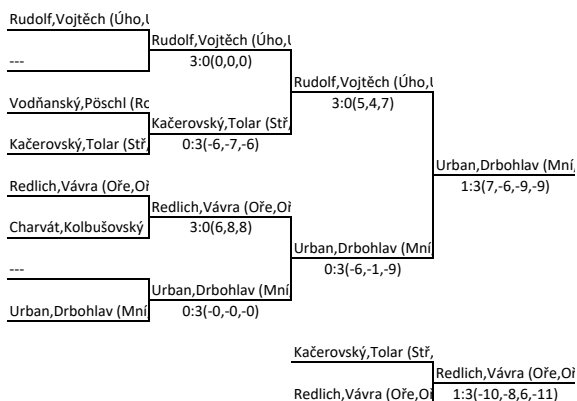 Rudolf,Vojtěch (Úho,
Rudolf,Vojtěch (Úho,
---
3:0(0,0,0)
Rudolf,Vojtěch (Úho,
Vodňanský,Pöschl (Ro
3:0(5,4,7)
Kačerovský,Tolar (Stř,
Kačerovský,Tolar (Stř,
0:3(-6,-7,-6)
Urban,Drbohlav (Mní,
Redlich,Vávra (Oře,Oř
1:3(7,-6,-9,-9)
Redlich,Vávra (Oře,Oř
Charvát,Kolbušovský
3:0(6,8,8)
Urban,Drbohlav (Mní
---
0:3(-6,-1,-9)
Urban,Drbohlav (Mní
Urban,Drbohlav (Mní
0:3(-0,-0,-0)
Kačerovský,Tolar (Stř,
Redlich,Vávra (Oře,Oř
Redlich,Vávra (Oře,Oř
1:3(-10,-8,6,-11)